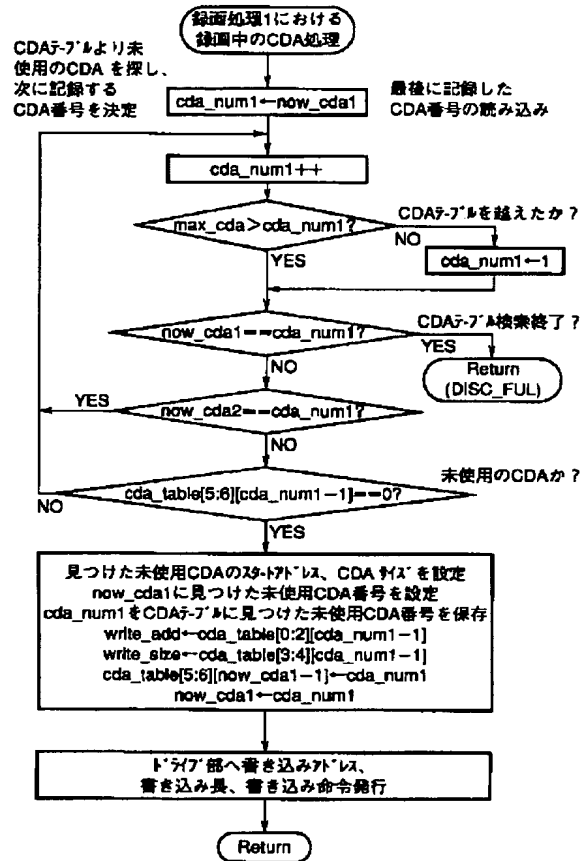 録画処理1における
録画中のCDA処理
CDAﾃｰﾌﾞﾙより未
使用のCDA を探し、
次に記録する
CDA番号を決定
cda_num1←now_cda1
最後に記録した
CDA番号の読み込み
cda_num1++
max_cda>cda_num1?
CDAﾃｰﾌﾞﾙを越えたか?
NO
cda_num1←1
YES
now_cda1==cda_num1?
CDAﾃｰﾌﾞﾙ検索終了?
YES
Return
(DISC_FUL)
NO
YES
now_cda2==cda_num1?
NO
未使用のCDAか?
cda_table[5:6][cda_num1-1]==0?
NO
YES
見つけた未使用CDAのｽﾀｰﾄｱﾄﾞﾚｽ、CDA ｻｲｽﾞを設定
now_cda1に見つけた未使用CDA番号を設定
cda_num1をCDAﾃｰﾌﾞﾙに見つけた未使用CDA番号を保存
write_add←cda_table[0:2][cda_num1-1]
write_size←cda_table[3:4][cda_num1-1]
cda_table[5:6][now_cda1-1]←cda_num1
now_cda1←cda_num1
ﾄﾞﾗｲﾌﾞ部へ書き込みｱﾄﾞﾚｽ、
書き込み長、書き込み命令発行
Return